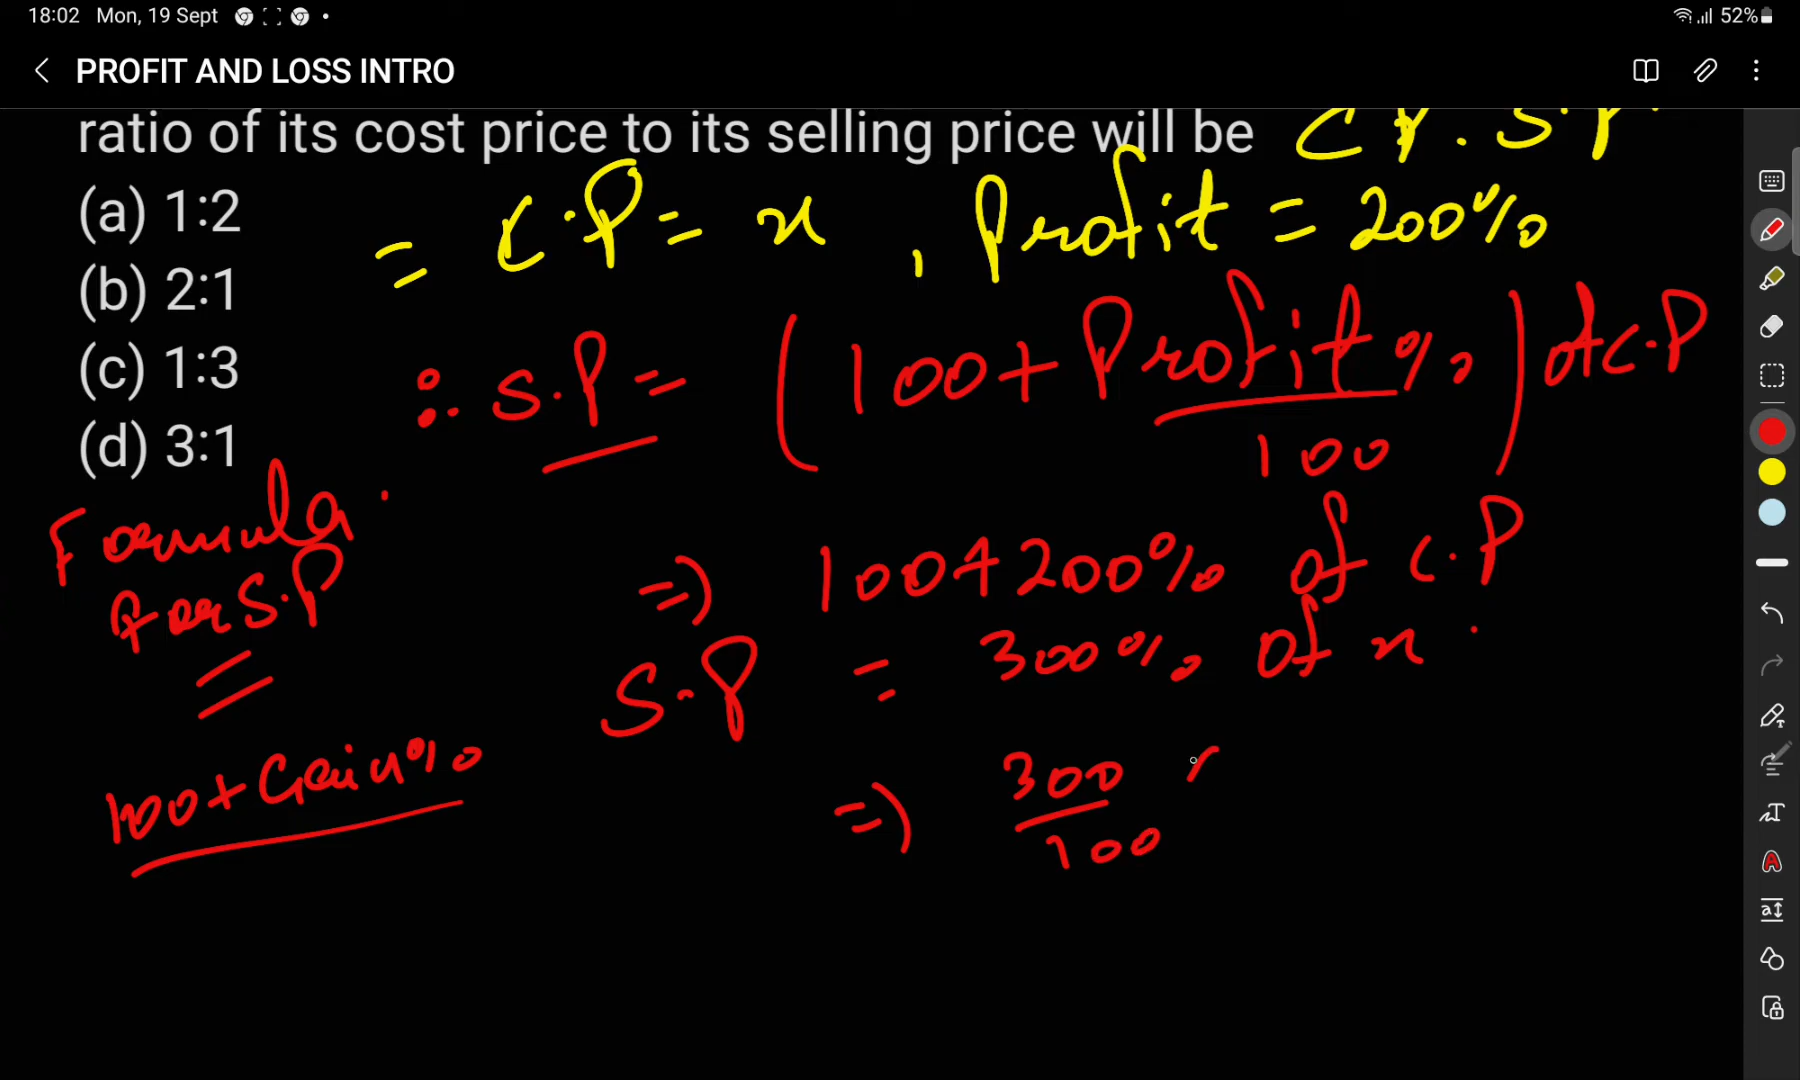 18:02 Mon, 19 Sept
52%
PROFIT AND LOSS INTRO
ratio of its cost price to its selling price will be C.P. S.P.
(a) 1:2
= C.P = x, Profit = 200%
(b) 2:1
(c) 1:3
∴ S.P = (100+Profit% / 100) of C.P
(d) 3:1
Formula
for S.P
=> 100+200% of C.P
S.P = 300% of x.
100+Gain%
=> 300/100